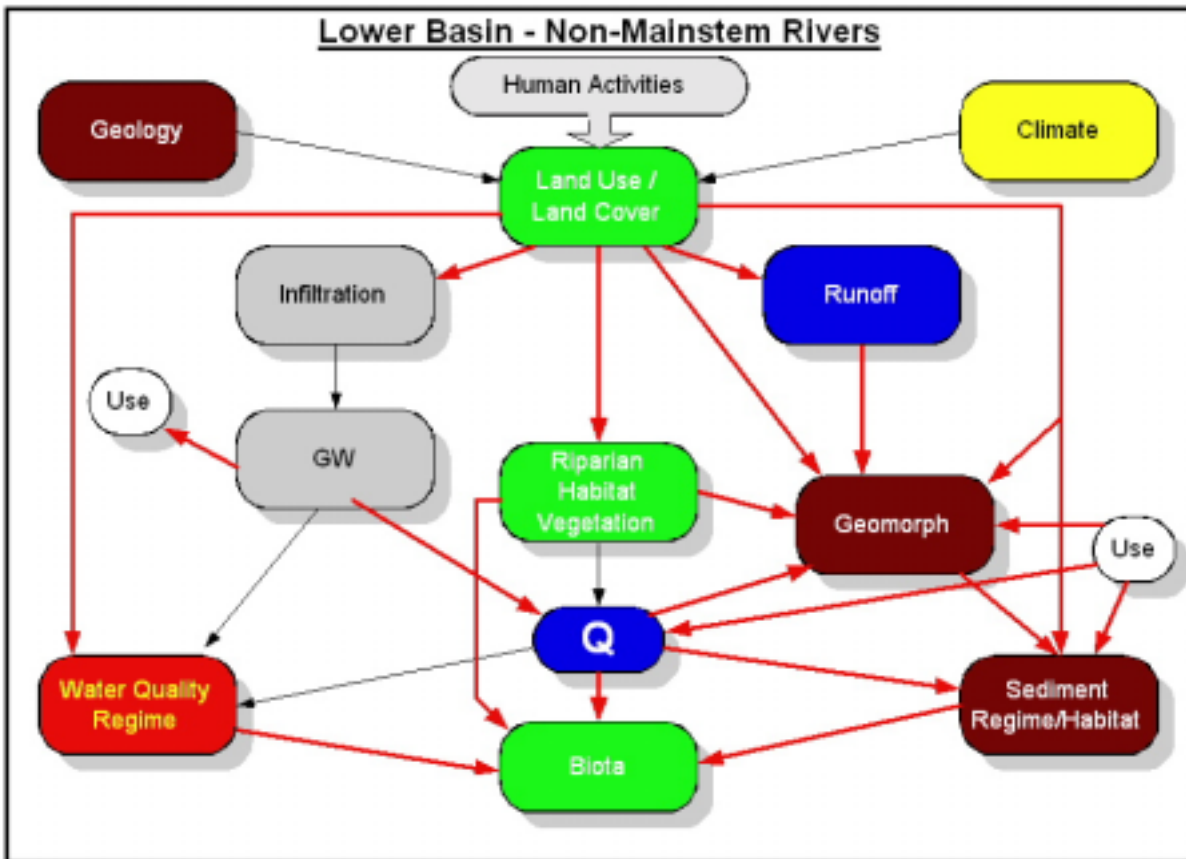 Lower Basin - Non-Mainstem Rivers
Human Activities
Geology
Climate
Land Use /
Land Cover
Infiltration
Runoff
Use
GW
Riparian
Habitat
Vegetation
Geomorph
Use
Q
Water Quality
Regime
Sediment
Regime/Habitat
Biota